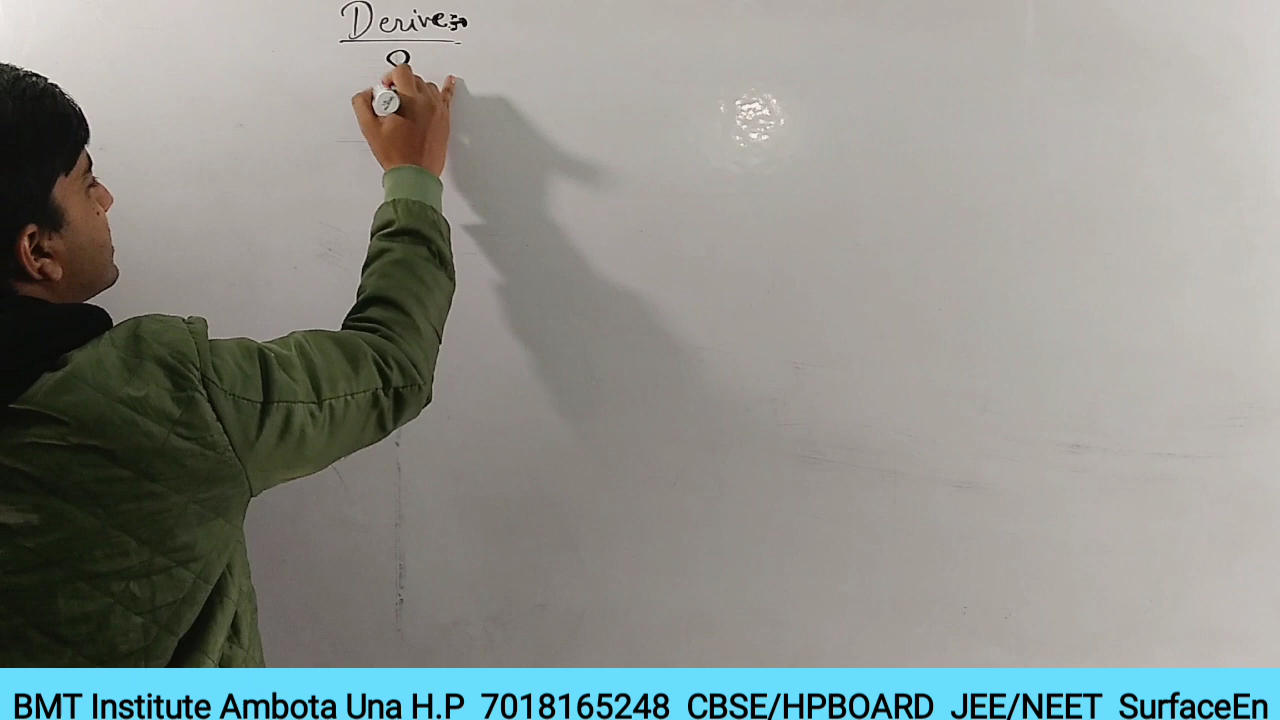 Derive:->
BMT Institute Ambota Una H.P 7018165248 CBSE/HPBOARD JEE/NEET SurfaceEn